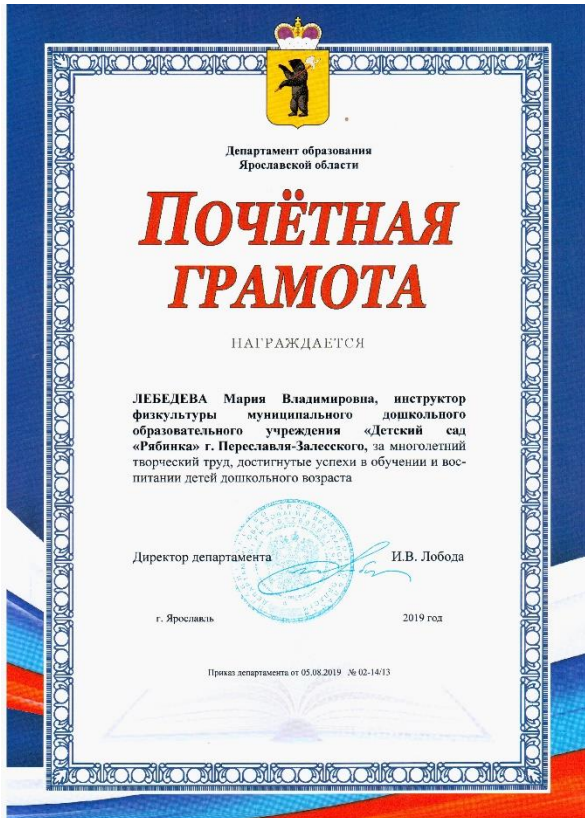 Департамент образования
Ярославской области
ПОЧЁТНАЯ
ГРАМОТА
НАГРАЖДАЕТСЯ
ЛЕБЕДЕВА Мария Владимировна, инструктор
физкультуры муниципального дошкольного
образовательного учреждения «Детский сад
«Рябинка» г. Переславля-Залесского, за многолетний
творческий труд, достигнутые успехи в обучении и вос-
питании детей дошкольного возраста
Директор департамента И.В. Лобода
г. Ярославль 2019 год
Приказ департамента от 05.08.2019 № 02-14/13